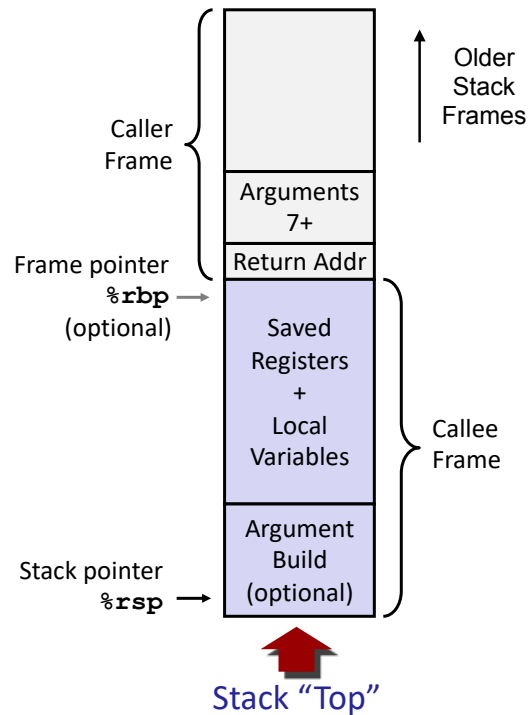 Older
Stack
Frames
Caller
Frame
Arguments
7+
Return Addr
Frame pointer
%rbp
(optional)
Saved
Registers
+
Local
Variables
Callee
Frame
Argument
Build
(optional)
Stack pointer
%rsp
Stack “Top”